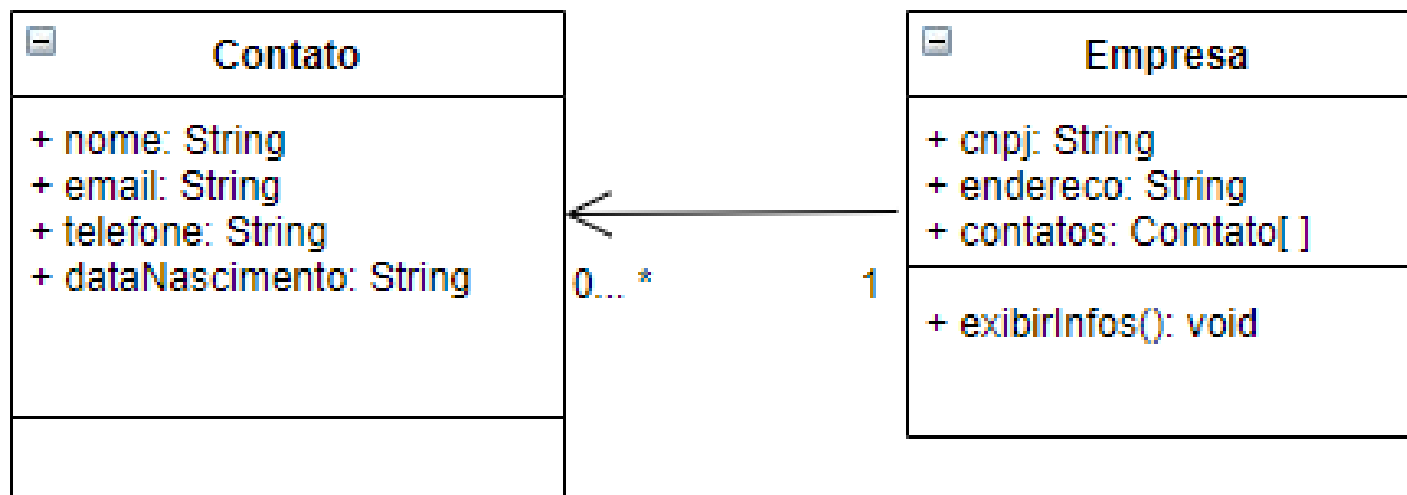 Contato
+ nome: String
+ email: String
+ telefone: String
+ dataNascimento: String
0... *
1
Empresa
+ cnpj: String
+ endereco: String
+ contatos: Comtato[ ]
+ exibirInfos(): void